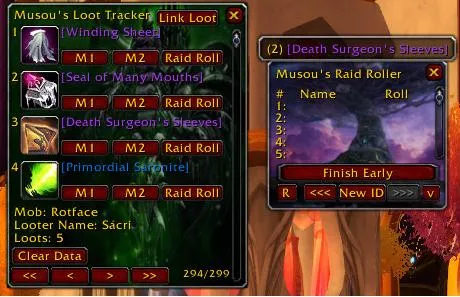 Musou's Loot Tracker Link Loot
1 [Winding Sheet]
M1 M2 Raid Roll
2 [Seal of Many Mouths]
M1 M2 Raid Roll
3 [Death Surgeon's Sleeves]
M1 M2 Raid Roll
4 [Primordial Saronite]
M1 M2 Raid Roll
Mob: Rotface
Looter Name: Sácri
Loots: 5
Clear Data
<< < > >> 294/299
(2) [Death Surgeon's Sleeves]
Musou's Raid Roller
# Name Roll
1:
2:
3:
4:
5:
Finish Early
R <<< New ID >>> v